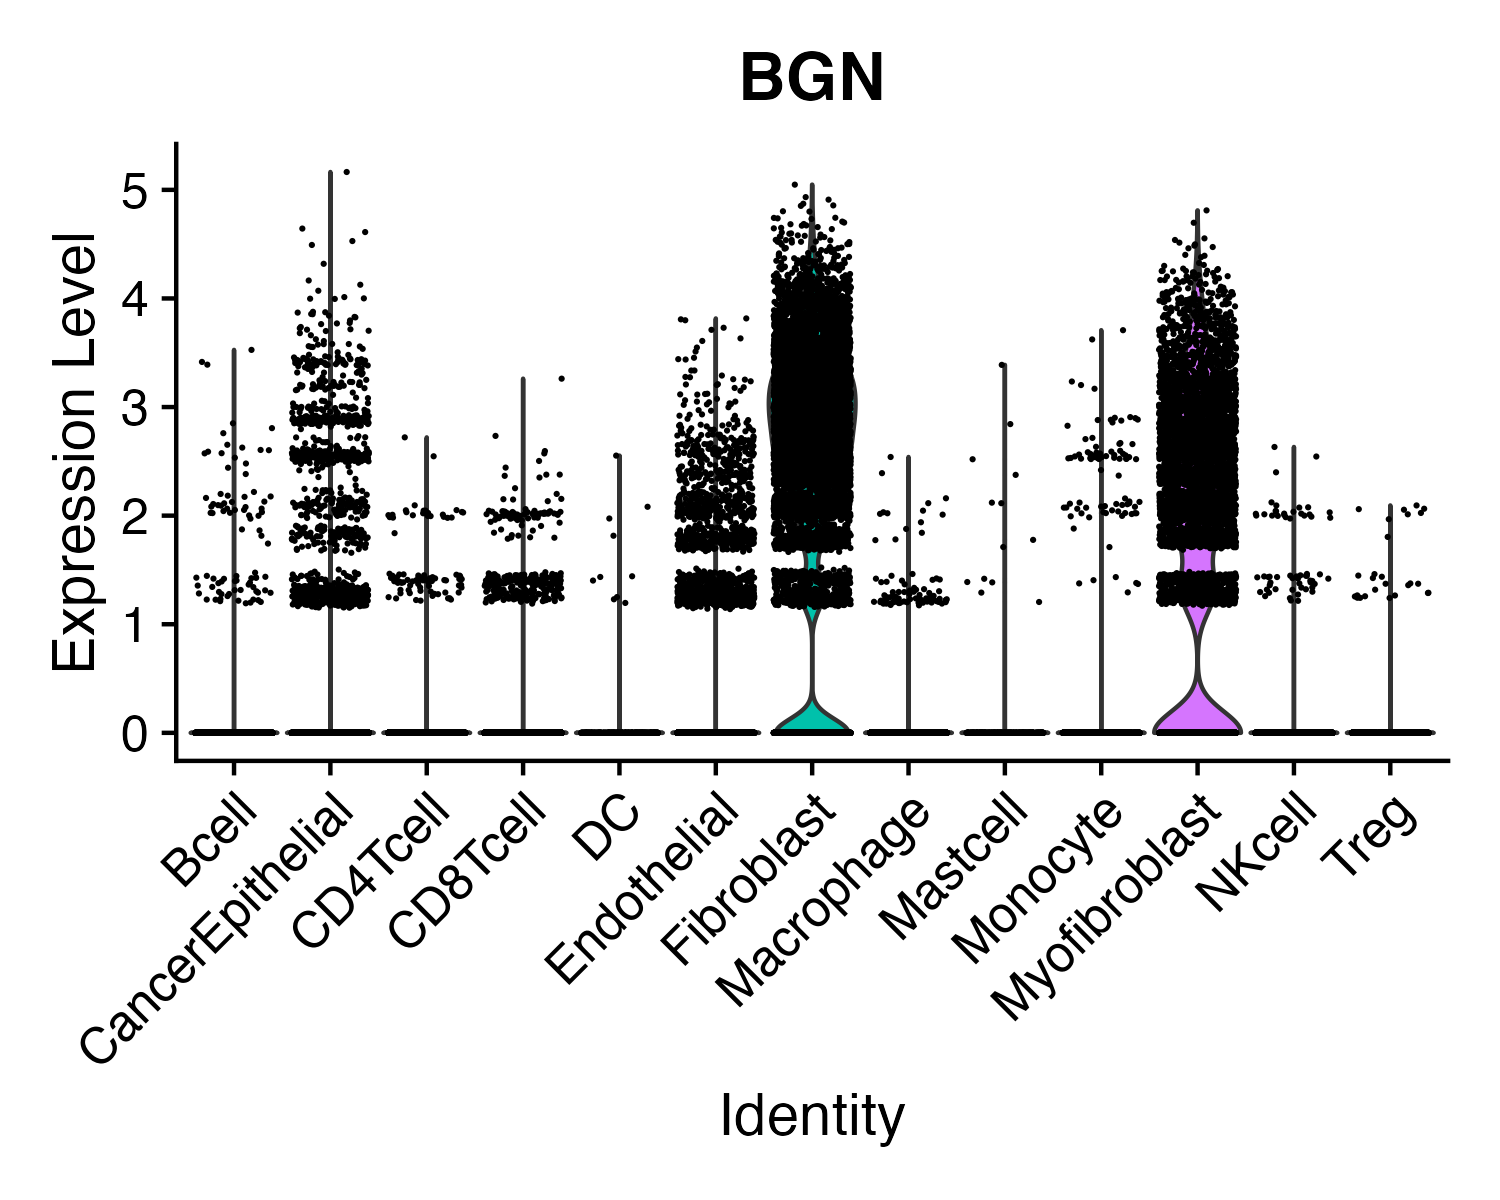 BGN
Expression Level
5
4
3
2
1
0
Bcell
CancerEpithelial
CD4Tcell
CD8Tcell
DC
Endothelial
Fibroblast
Macrophage
Mastcell
Monocyte
Myofibroblast
NKcell
Treg
Identity